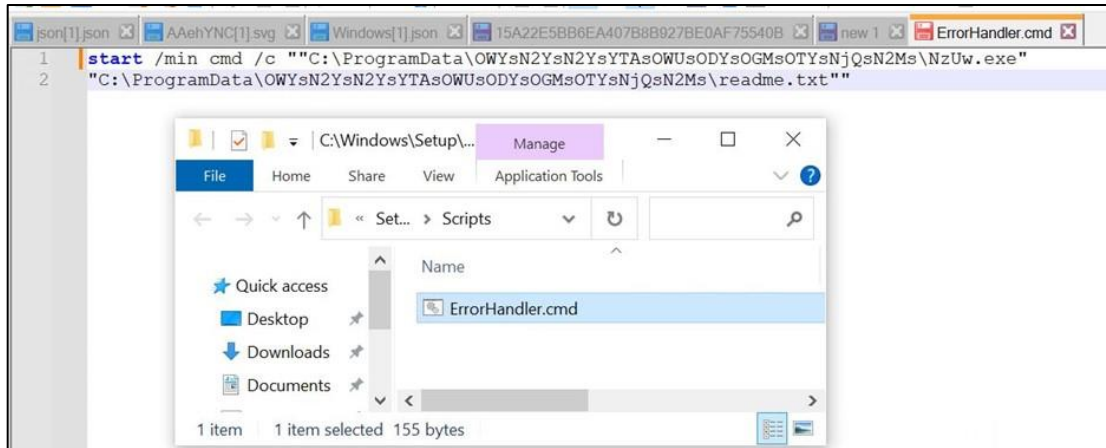 json[1].json
AAehYNC[1].svg
Windows[1].json
15A22E5BB6EA407B8B927BE0AF75540B
new 1
ErrorHandler.cmd
1 start /min cmd /c ""C:\ProgramData\OWYsN2YsN2YsYTAsOWUsODYsOGMsOTYsNjQsN2Ms\NzUw.exe"
2 "C:\ProgramData\OWYsN2YsN2YsYTAsOWUsODYsOGMsOTYsNjQsN2Ms\readme.txt""
C:\Windows\Setup\...
Manage
File
Home
Share
View
Application Tools
« Set... > Scripts
Name
Quick access
Desktop
Downloads
Documents
ErrorHandler.cmd
1 item
1 item selected 155 bytes